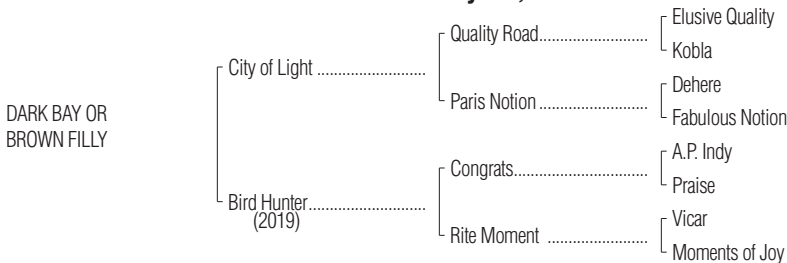 Elusive Quality
Quality Road
Kobla
City of Light
Dehere
Paris Notion
Fabulous Notion
DARK BAY OR
BROWN FILLY
A.P. Indy
Congrats
Praise
Bird Hunter
(2019)
Vicar
Rite Moment
Moments of Joy